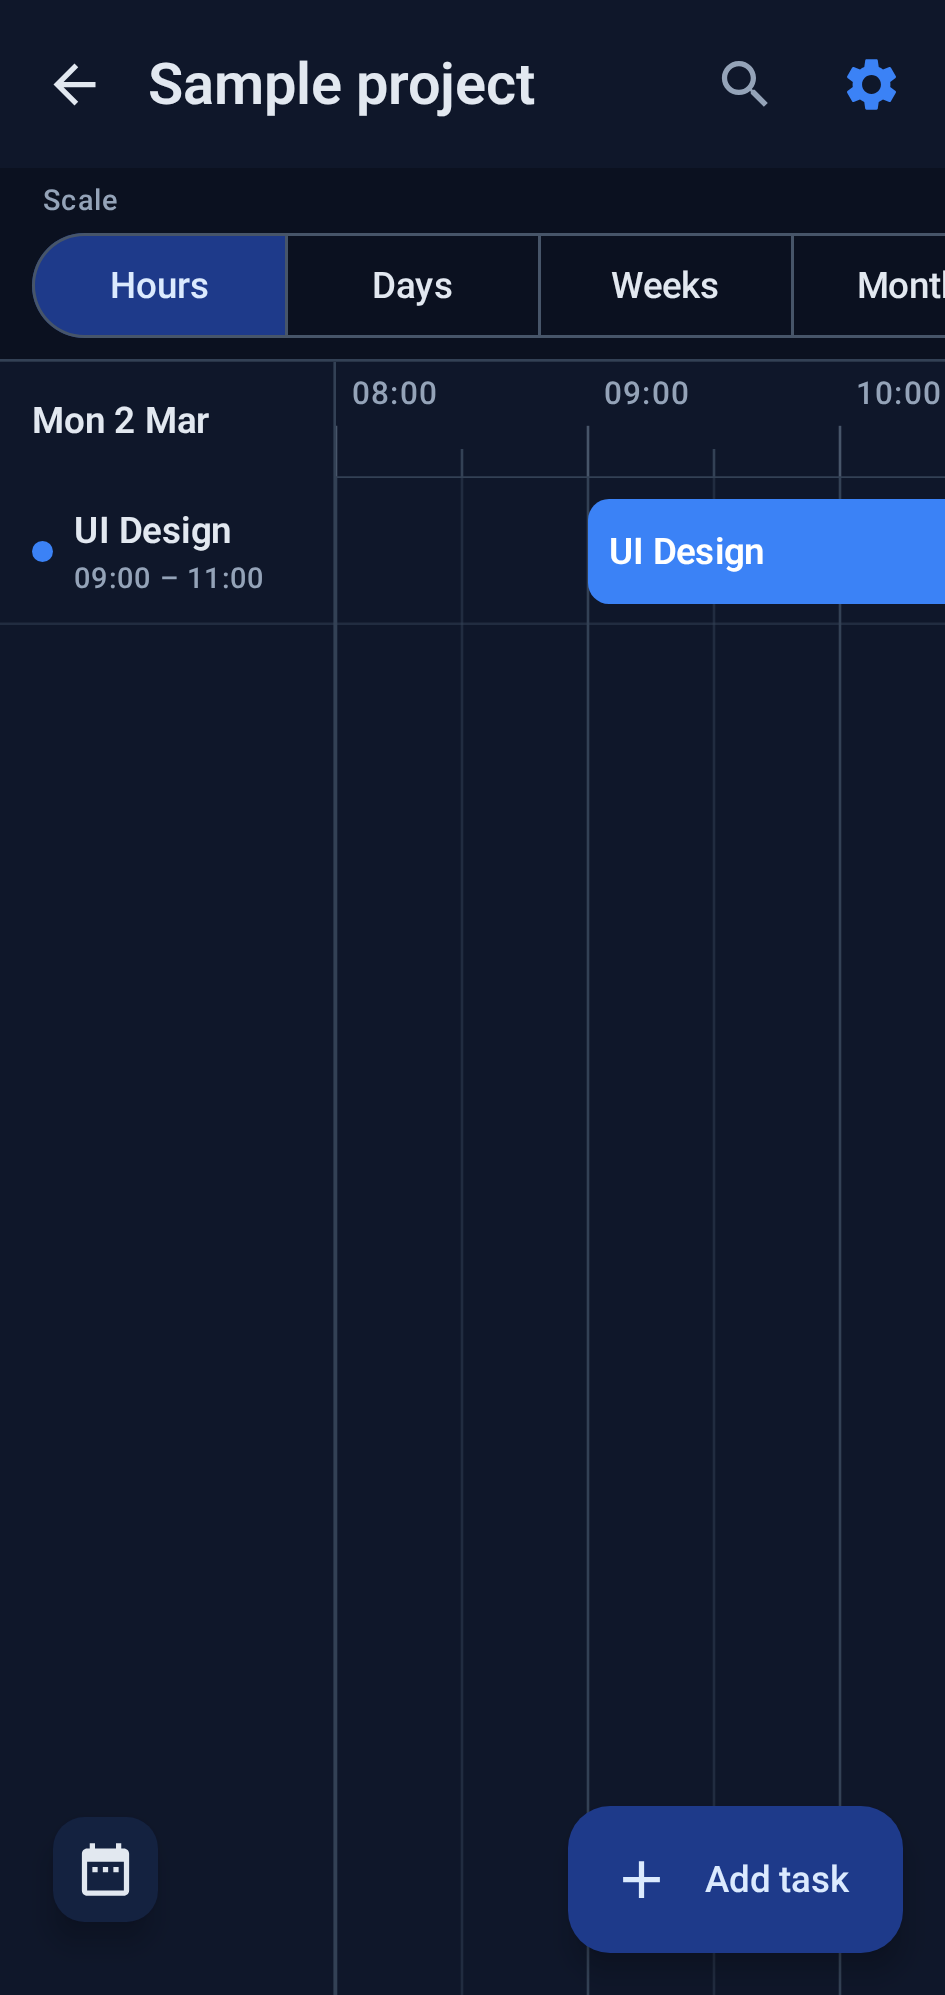 Sample project
Scale
Hours Days Weeks
08:00 09:00 10:00
Mon 2 Mar
UI Design
09:00 – 11:00
UI Design
Add task